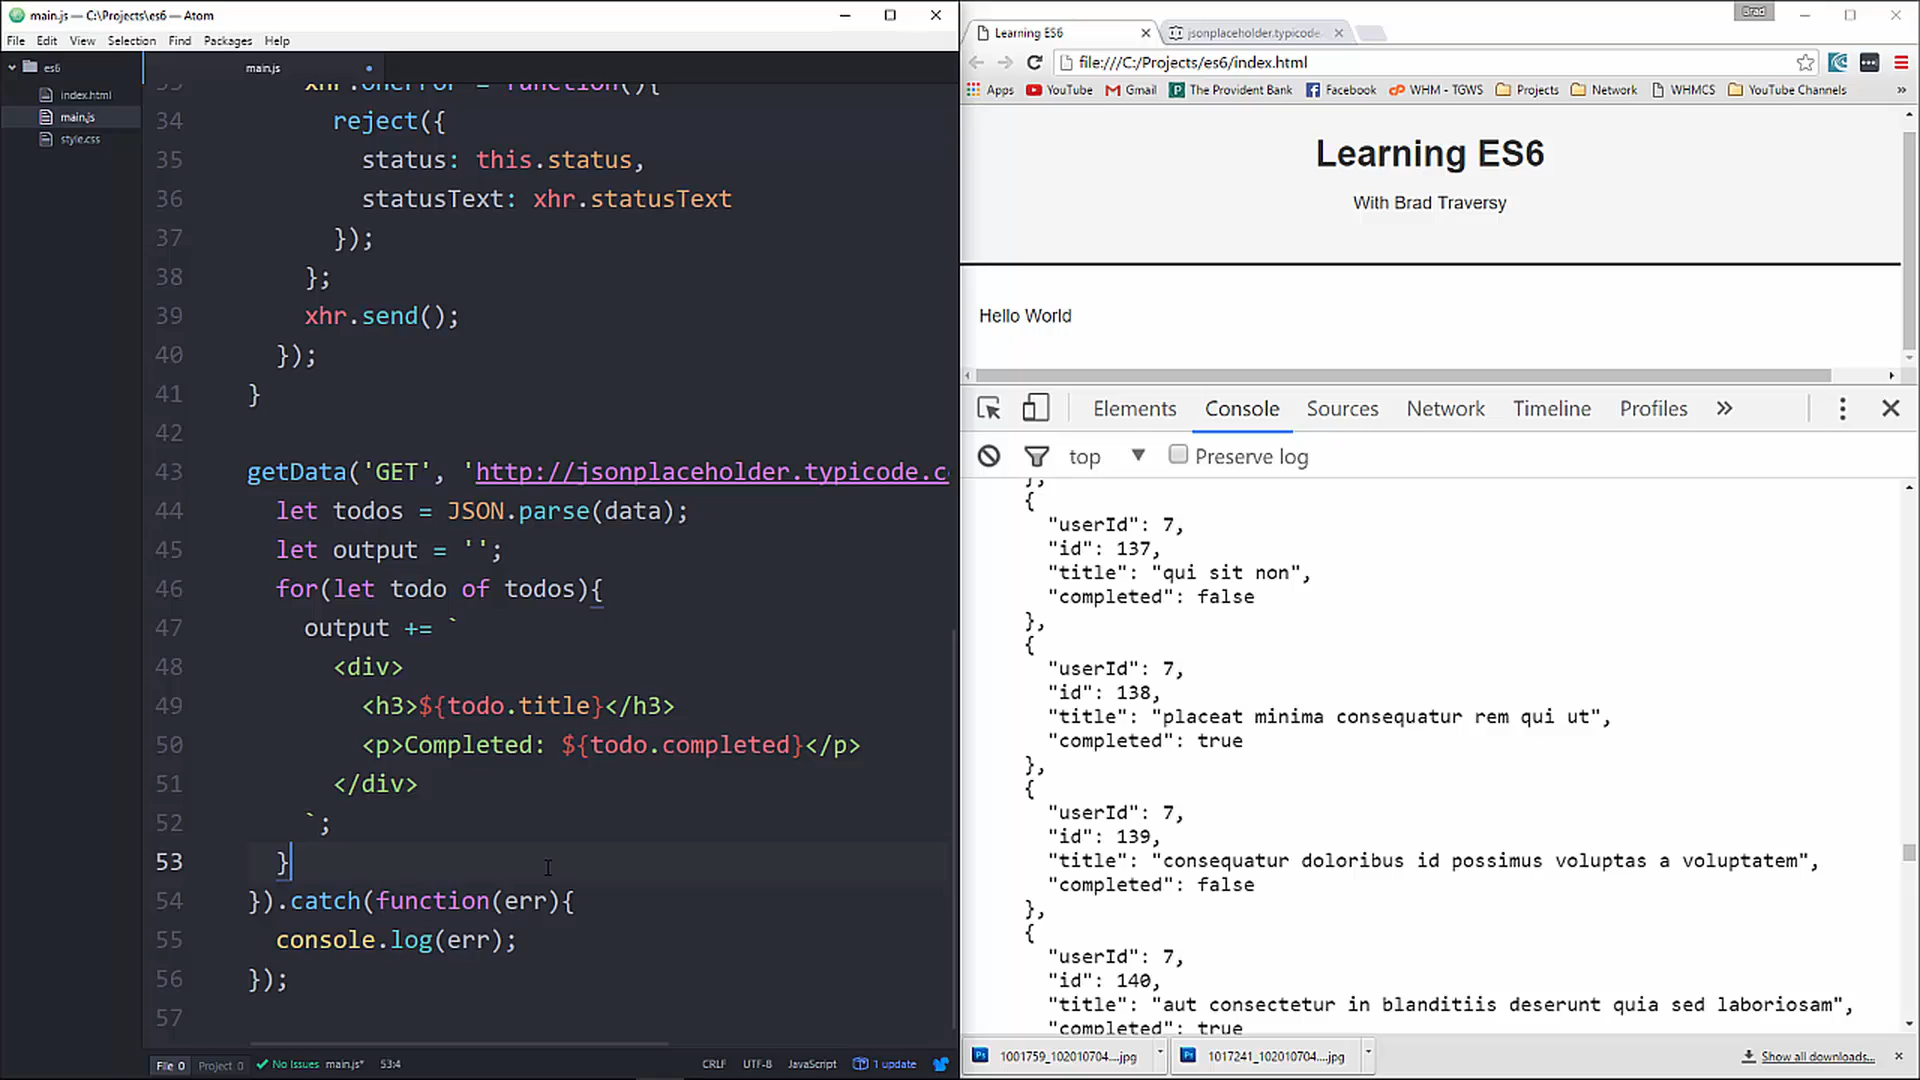 main.js — C:\Projects\es6 — Atom
File Edit View Selection Find Packages Help
es6
index.html
main.js
style.css
main.js
xhr.onerror = function(){
34 reject({
35 status: this.status,
36 statusText: xhr.statusText
37 });
38 };
39 xhr.send();
40 });
41 }
42
43 getData('GET', 'http://jsonplaceholder.typicode.c
44 let todos = JSON.parse(data);
45 let output = '';
46 for(let todo of todos){
47 output += `
48 <div>
49 <h3>${todo.title}</h3>
50 <p>Completed: ${todo.completed}</p>
51 </div>
52 `;
53 }
54 }).catch(function(err){
55 console.log(err);
56 });
57
File 0 Project 0 No Issues main.js* 53:4 CRLF UTF-8 JavaScript 1 update
Brad
Learning ES6
jsonplaceholder.typicode.
file:///C:/Projects/es6/index.html
Apps YouTube Gmail The Provident Bank Facebook WHM - TGWS Projects Network WHMCS YouTube Channels »
Learning ES6
With Brad Traversy
Hello World
Elements Console Sources Network Timeline Profiles »
top Preserve log
},
{
"userId": 7,
"id": 137,
"title": "qui sit non",
"completed": false
},
{
"userId": 7,
"id": 138,
"title": "placeat minima consequatur rem qui ut",
"completed": true
},
{
"userId": 7,
"id": 139,
"title": "consequatur doloribus id possimus voluptas a voluptatem",
"completed": false
},
{
"userId": 7,
"id": 140,
"title": "aut consectetur in blanditiis deserunt quia sed laboriosam",
"completed": true
1001759_102010704....jpg
1017241_102010704....jpg
Show all downloads...